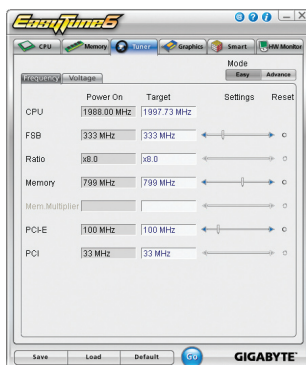 EasyTune6
CPU Memory Tuner Graphics Smart HW Monitor
Mode
Easy Advance
Frequency Voltage
Power On Target Settings Reset
CPU 1988.00 MHz 1997.73 MHz
FSB 333 MHz 333 MHz
Ratio x8.0 x8.0
Memory 799 MHz 799 MHz
Mem.Multiplier
PCI-E 100 MHz 100 MHz
PCI 33 MHz 33 MHz
Save Load Default Go GIGABYTE